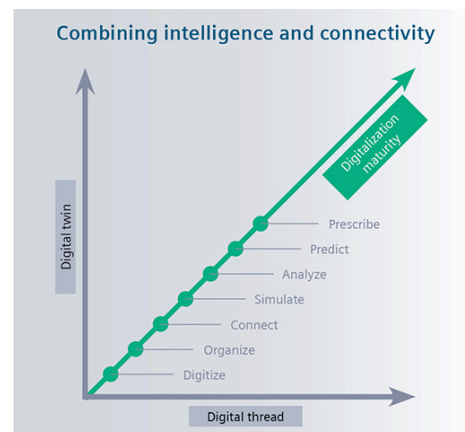 Combining intelligence and connectivity
Digitalization
maturity
Digital twin
Prescribe
Predict
Analyze
Simulate
Connect
Organize
Digitize
Digital thread